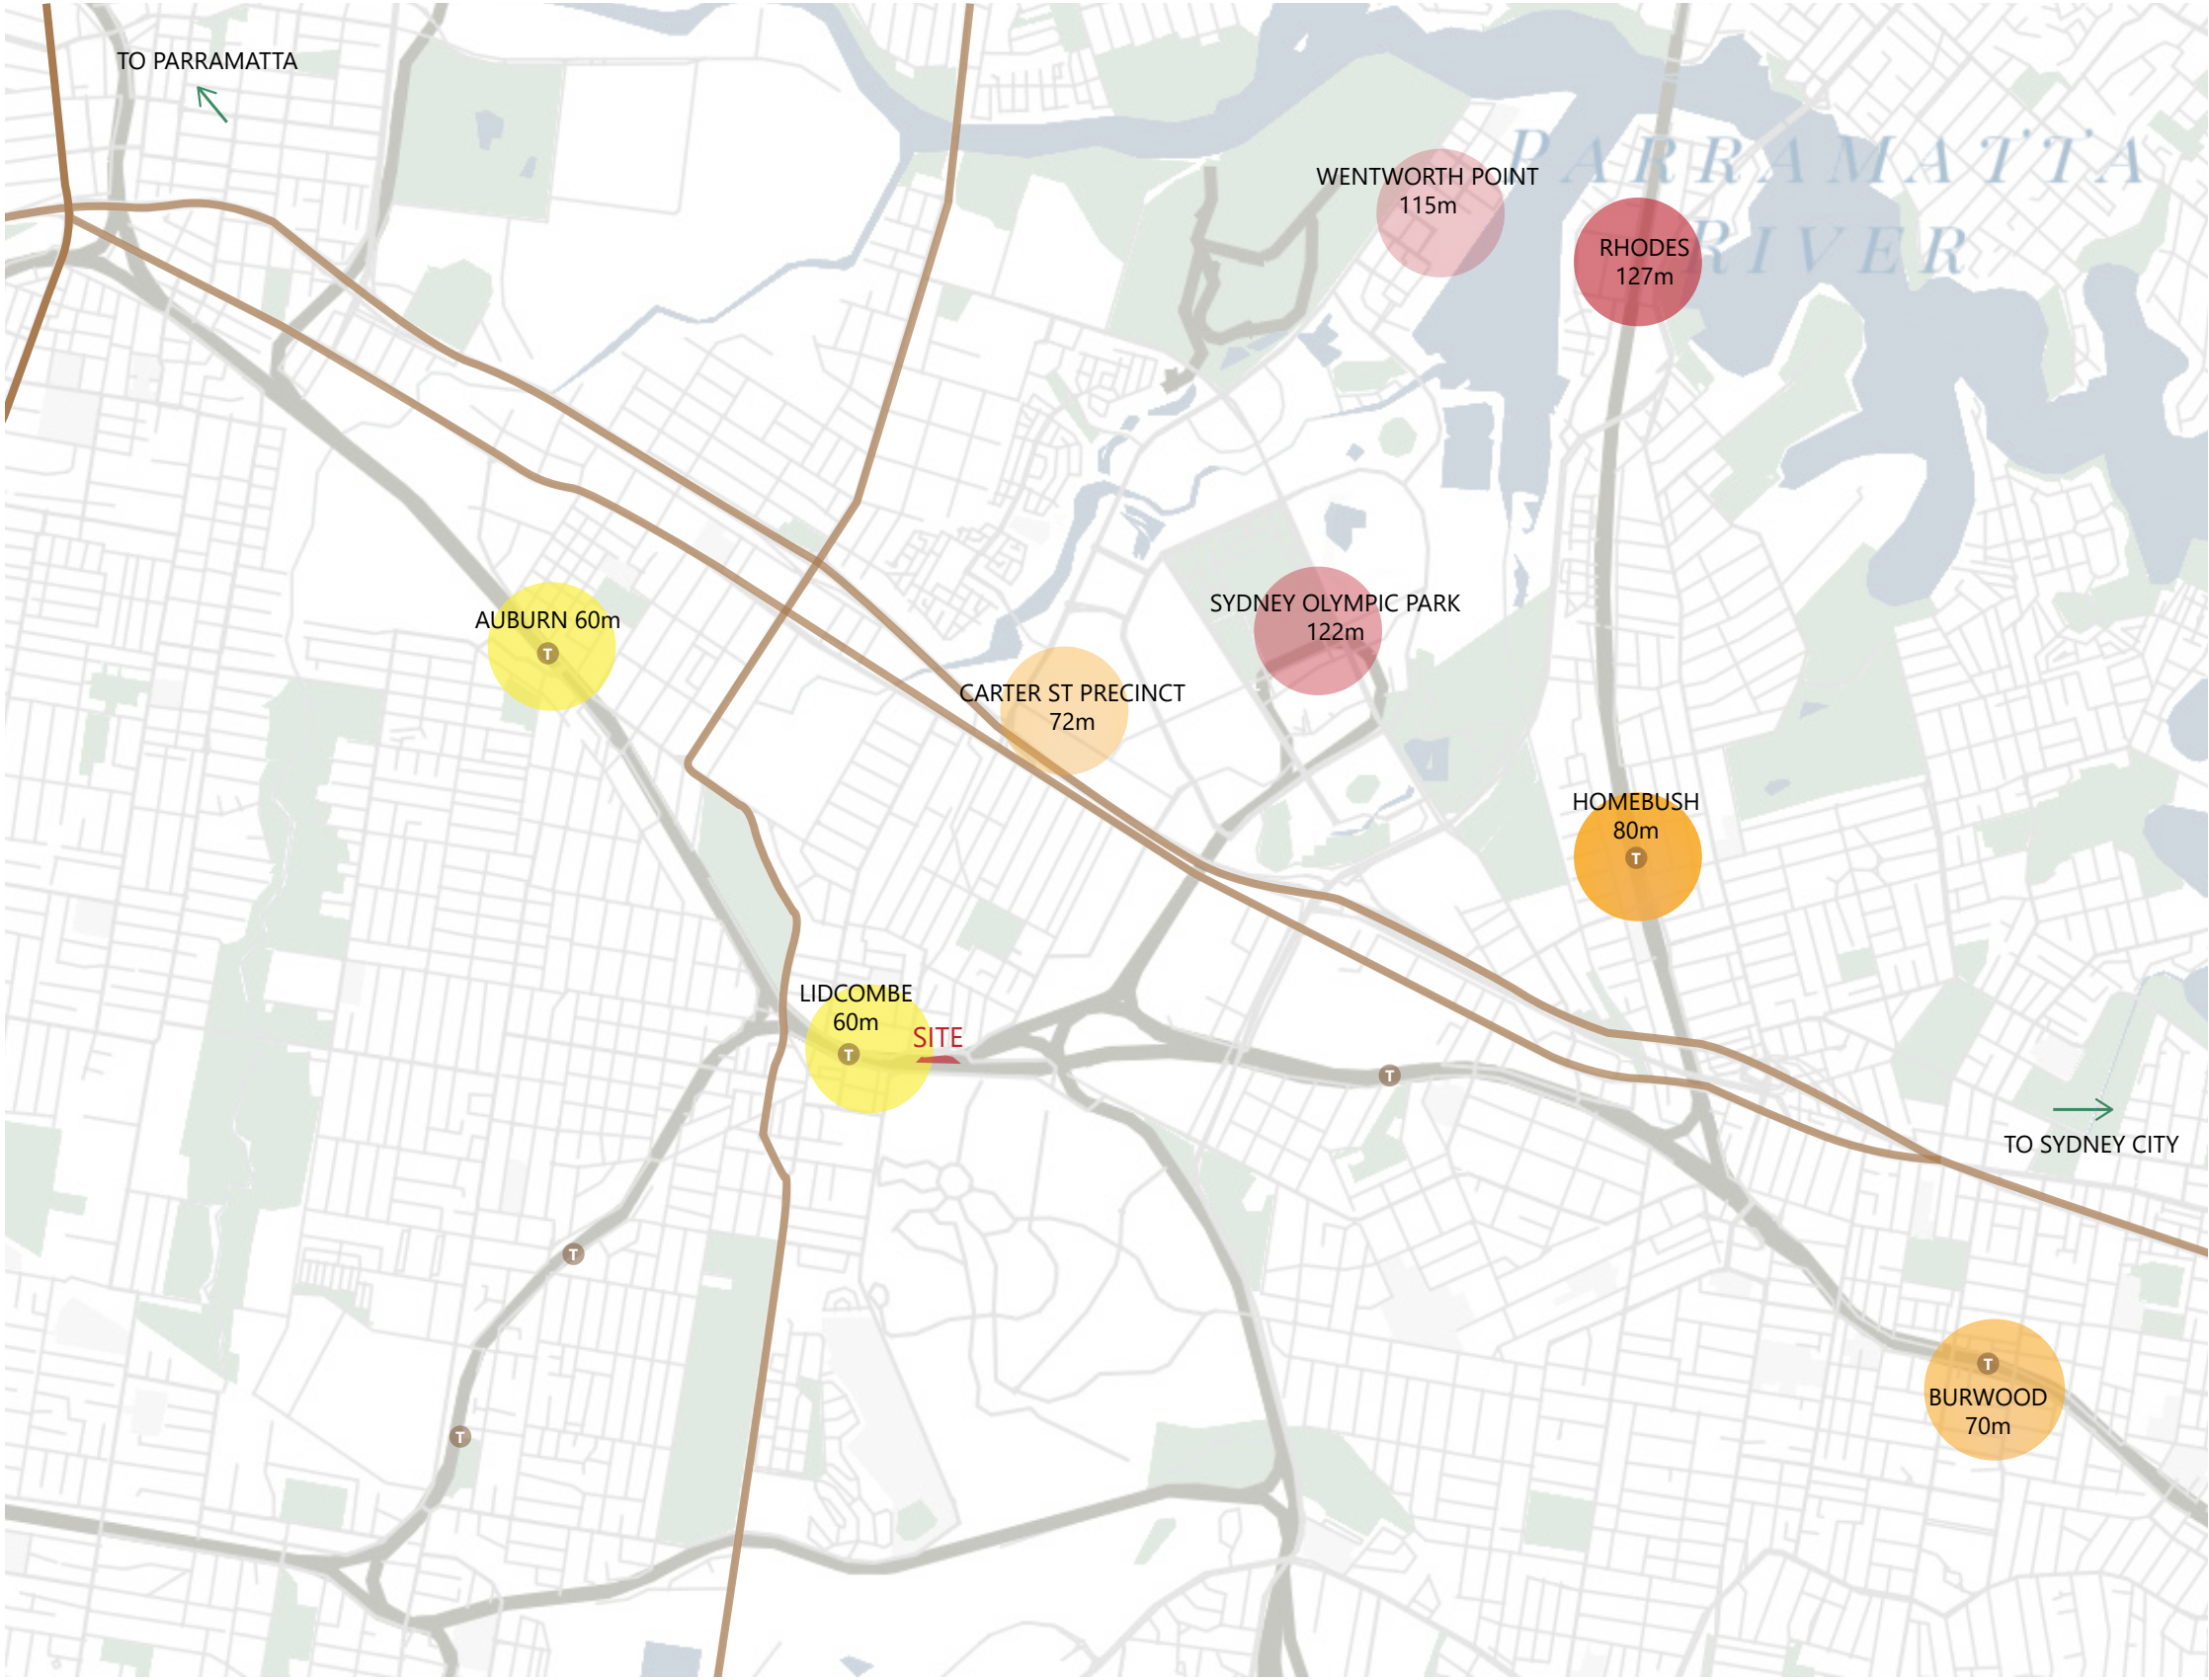 TO PARRAMATTA
WENTWORTH POINT
115m
PARRAMATTA
RIVER
RHODES
127m
AUBURN 60m
T
SYDNEY OLYMPIC PARK
122m
CARTER ST PRECINCT
72m
HOMEBUSH
80m
T
LIDCOMBE
60m
T
SITE
T
TO SYDNEY CITY
T
T
BURWOOD
70m
T